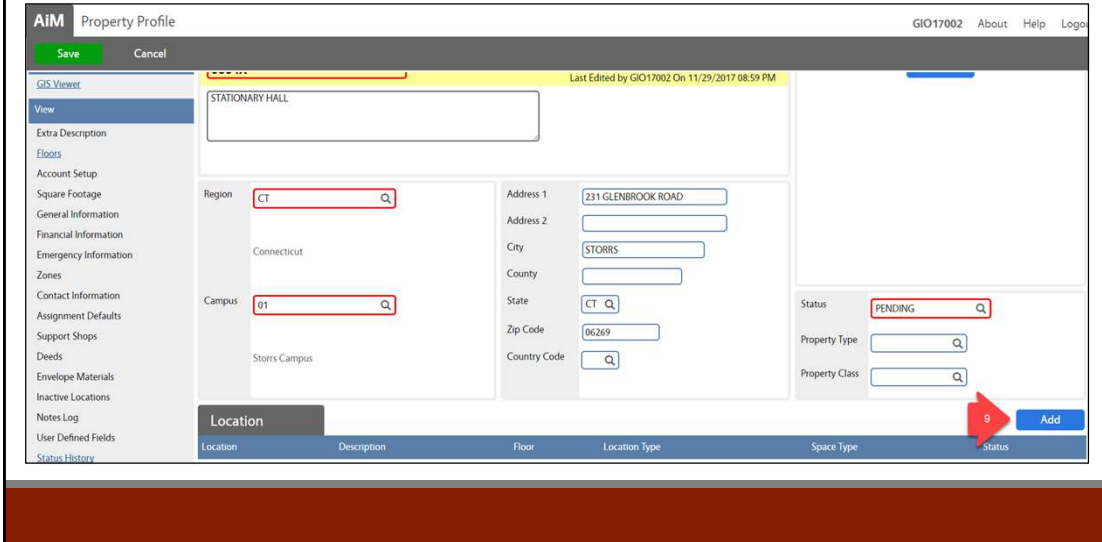 AiM Property Profile GIO17002 About Help Logou
Save Cancel
GIS Viewer
Last Edited by GIO17002 On 11/29/2017 08:59 PM
STATIONARY HALL
View
Extra Description
Floors
Account Setup
Square Footage
General Information
Financial Information
Emergency Information
Zones
Contact Information
Assignment Defaults
Support Shops
Deeds
Envelope Materials
Inactive Locations
Notes Log
User Defined Fields
Status History
Region CT
Connecticut
Campus 01
Storrs Campus
Address 1 231 GLENBROOK ROAD
Address 2
City STORRS
County
State CT
Zip Code 06269
Country Code
Status PENDING
Property Type
Property Class
9 Add
Location
Location Description Floor Location Type Space Type Status